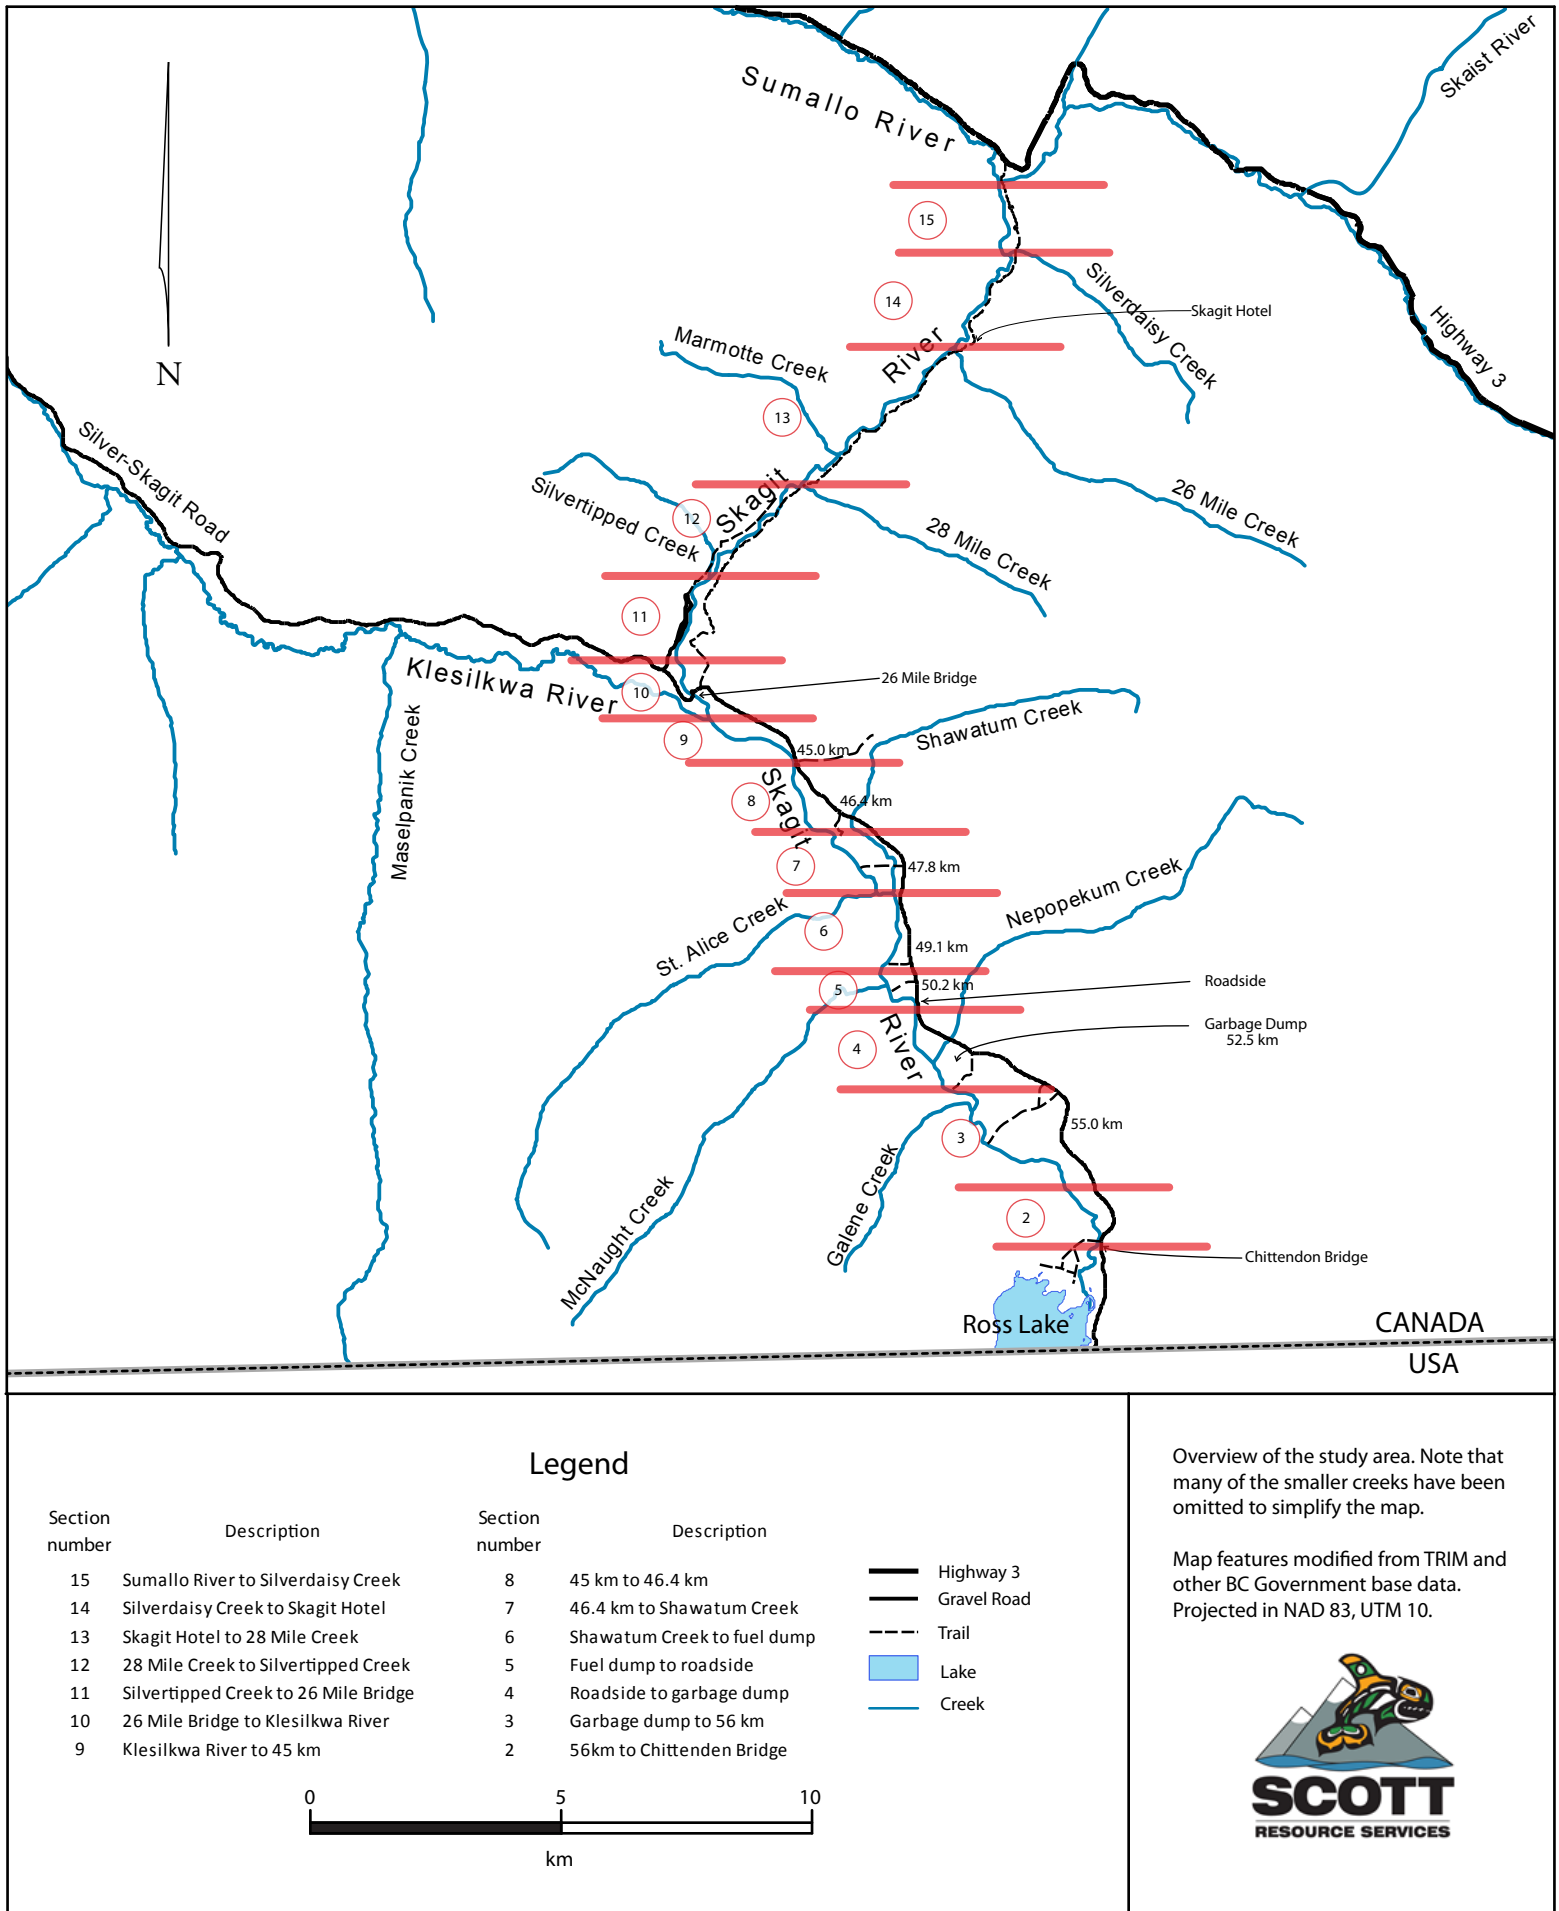 Sumallo River
Skaist River
15
Silverdaisy Creek
14
Skagit Hotel
Highway 3
N
Marmotte Creek
River
13
Silver-Skagit Road
Silvertipped Creek
12
Skagit
28 Mile Creek
26 Mile Creek
11
Klesilkwa River
10
26 Mile Bridge
Maselpanik Creek
9
Shawatum Creek
45.0 km
Skagit
8
46.4 km
7
47.8 km
St. Alice Creek
6
Nepopekum Creek
49.1 km
5
50.2 km
Roadside
River
4
Garbage Dump
52.5 km
3
55.0 km
McNaught Creek
Galene Creek
2
Chittendon Bridge
Ross Lake
CANADA
USA
Legend
Section number Description
15 Sumallo River to Silverdaisy Creek
14 Silverdaisy Creek to Skagit Hotel
13 Skagit Hotel to 28 Mile Creek
12 28 Mile Creek to Silvertipped Creek
11 Silvertipped Creek to 26 Mile Bridge
10 26 Mile Bridge to Klesilkwa River
9 Klesilkwa River to 45 km
Section number Description
8 45 km to 46.4 km
7 46.4 km to Shawatum Creek
6 Shawatum Creek to fuel dump
5 Fuel dump to roadside
4 Roadside to garbage dump
3 Garbage dump to 56 km
2 56km to Chittenden Bridge
Highway 3
Gravel Road
Trail
Lake
Creek
0 5 10
km
Overview of the study area. Note that
many of the smaller creeks have been
omitted to simplify the map.
Map features modified from TRIM and
other BC Government base data.
Projected in NAD 83, UTM 10.
SCOTT
RESOURCE SERVICES